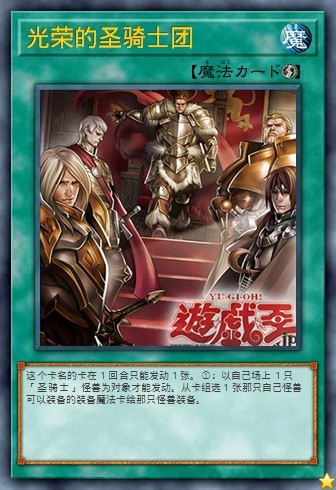 光荣的圣骑士团
魔
【魔法カード】
YU-GI-OH!
遊戯王
这个卡名的卡在 1 回合只能发动 1 张。①：以自己场上 1 只
「圣骑士」怪兽为对象才能发动。从卡组选 1 张那只自己怪兽
可以装备的装备魔法卡给那只怪兽装备。